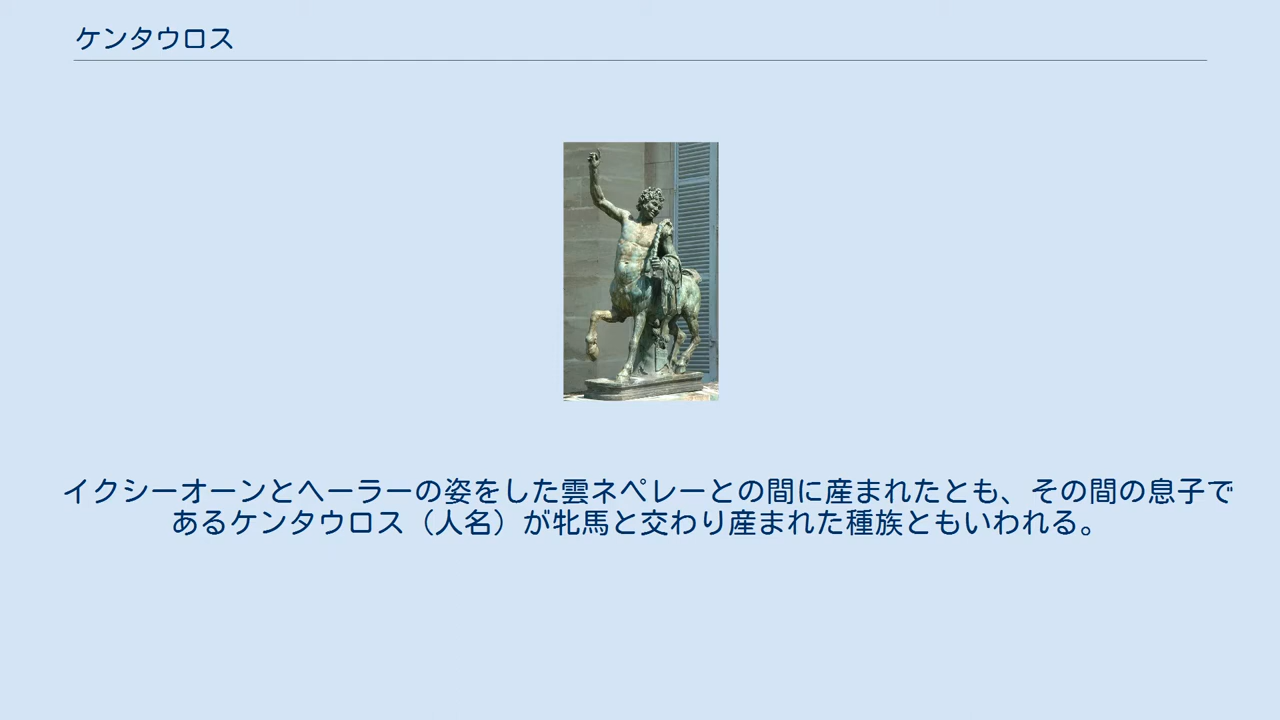 ケンタウロス
イクシーオーンとヘーラーの姿をした雲ネペレーとの間に産まれたとも、その間の息子で
あるケンタウロス（人名）が牝馬と交わり産まれた種族ともいわれる。